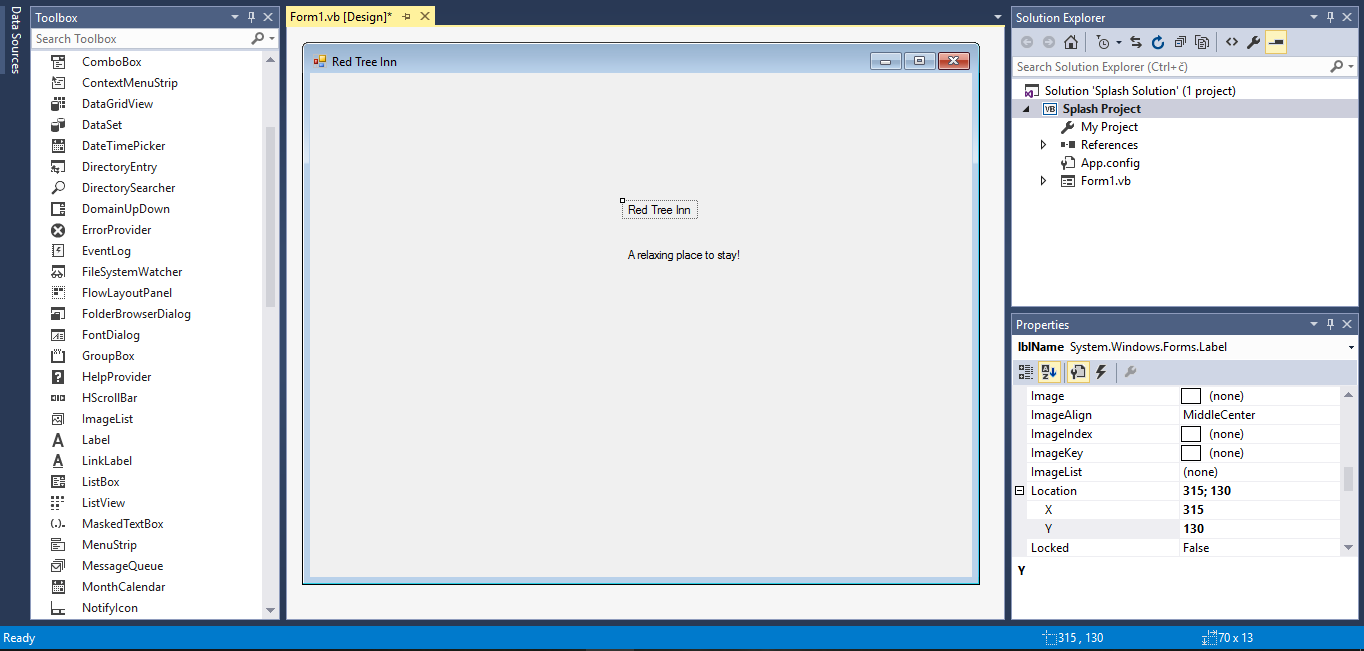 Data Sources
Toolbox
Search Toolbox
ComboBox
ContextMenuStrip
DataGridView
DataSet
DateTimePicker
DirectoryEntry
DirectorySearcher
DomainUpDown
ErrorProvider
EventLog
FileSystemWatcher
FlowLayoutPanel
FolderBrowserDialog
FontDialog
GroupBox
HelpProvider
HScrollBar
ImageList
Label
LinkLabel
ListBox
ListView
MaskedTextBox
MenuStrip
MessageQueue
MonthCalendar
NotifyIcon
Form1.vb [Design]*
Red Tree Inn
Red Tree Inn
A relaxing place to stay!
Solution Explorer
Search Solution Explorer (Ctrl+č)
Solution 'Splash Solution' (1 project)
VB Splash Project
My Project
References
App.config
Form1.vb
Properties
lblName System.Windows.Forms.Label
Image (none)
ImageAlign MiddleCenter
ImageIndex (none)
ImageKey (none)
ImageList (none)
Location 315; 130
X 315
Y 130
Locked False
Y
Ready 315 , 130 70 x 13